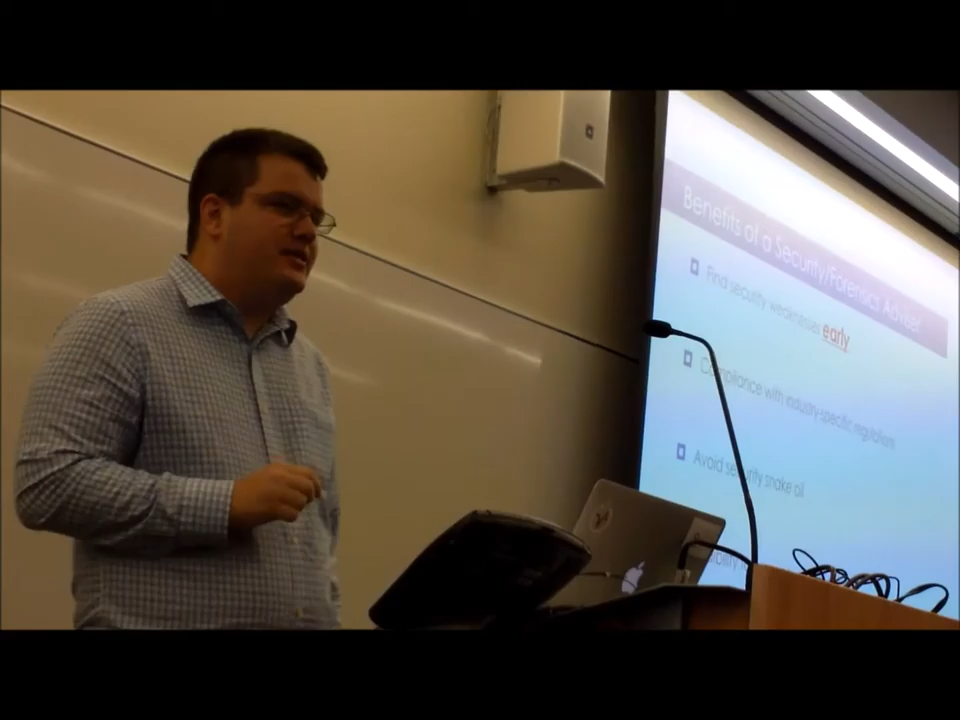 Benefits of a Security/Forensics Adviser
Find security weaknesses early
Compliance with industry-specific regulations
Avoid security snake oil